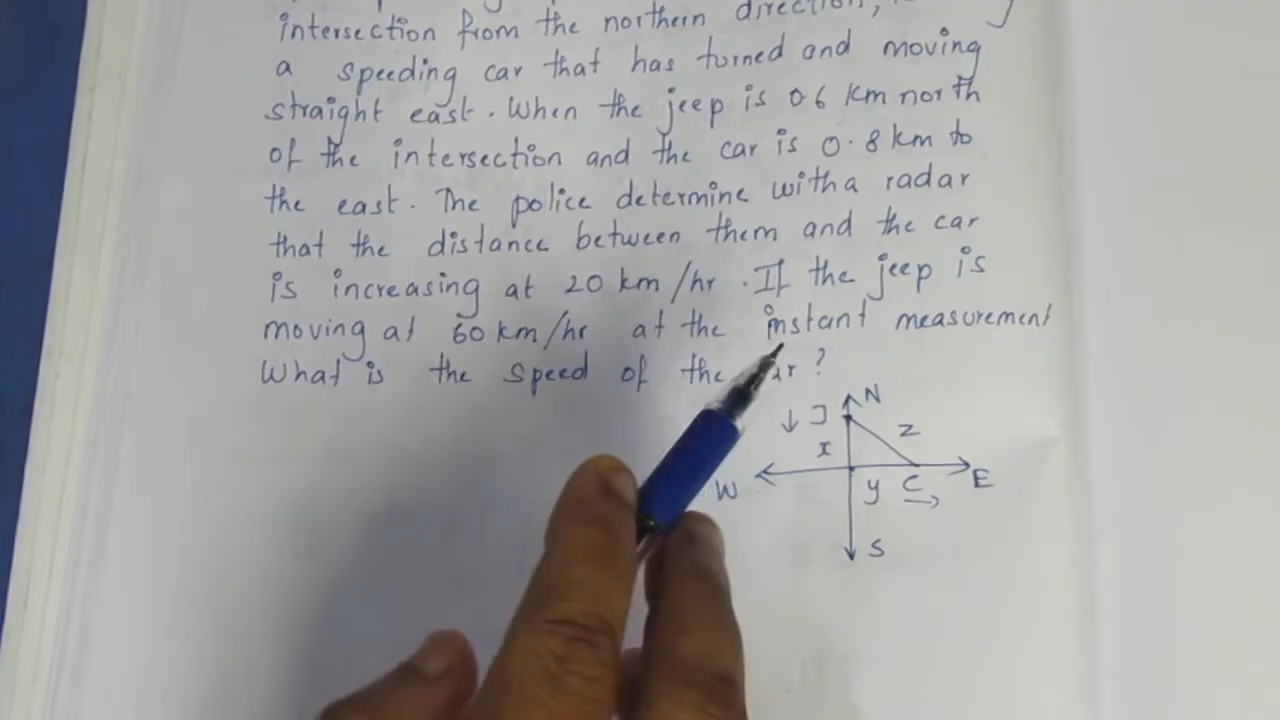 intersection from the northern direction,
a speeding car that has turned and moving
straight east. When the jeep is 0.6 km north
of the intersection and the car is 0.8 km to
the east. The police determine with a radar
that the distance between them and the car
is increasing at 20 km/hr. If the jeep is
moving at 60 km/hr at the instant measurement
What is the speed of the ?
N
↓ J
z
x
W
y C
E
S